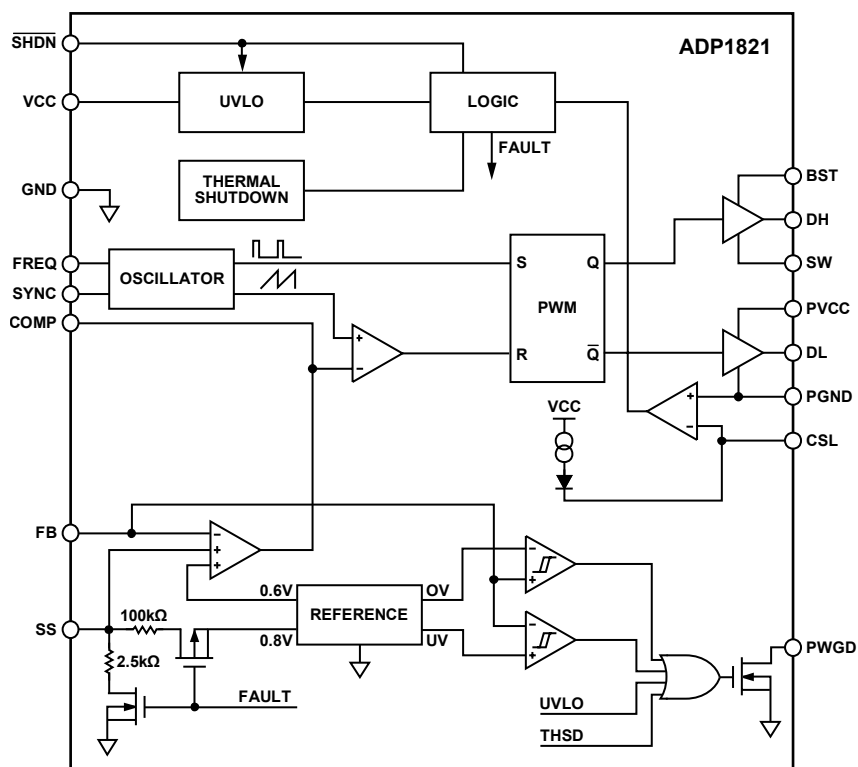 ADP1821
SHDN
VCC
UVLO
LOGIC
FAULT
GND
THERMAL
SHUTDOWN
BST
DH
SW
FREQ
SYNC
COMP
OSCILLATOR
S
Q
PWM
R
Q
PVCC
DL
PGND
CSL
VCC
FB
SS
100kΩ
2.5kΩ
0.6V
0.8V
REFERENCE
OV
UV
FAULT
UVLO
THSD
PWGD